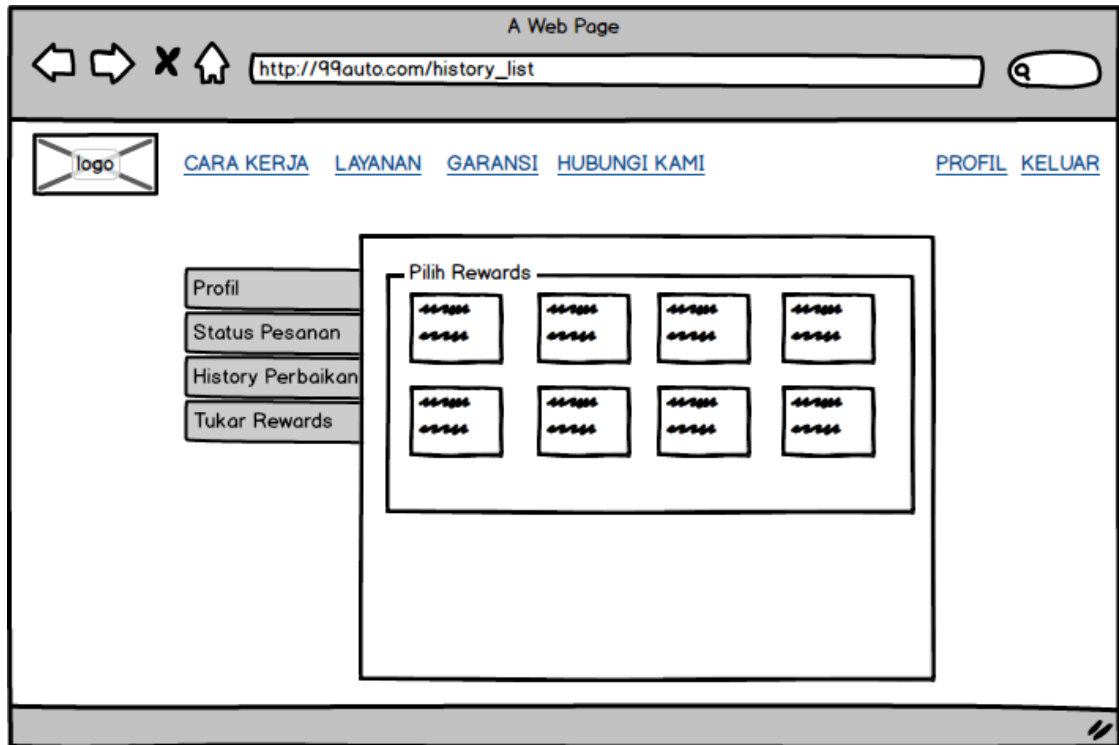 A Web Page
http://99auto.com/history_list
logo
CARA KERJA LAYANAN GARANSI HUBUNGI KAMI PROFIL KELUAR
Profil
Status Pesanan
History Perbaikan
Tukar Rewards
Pilih Rewards